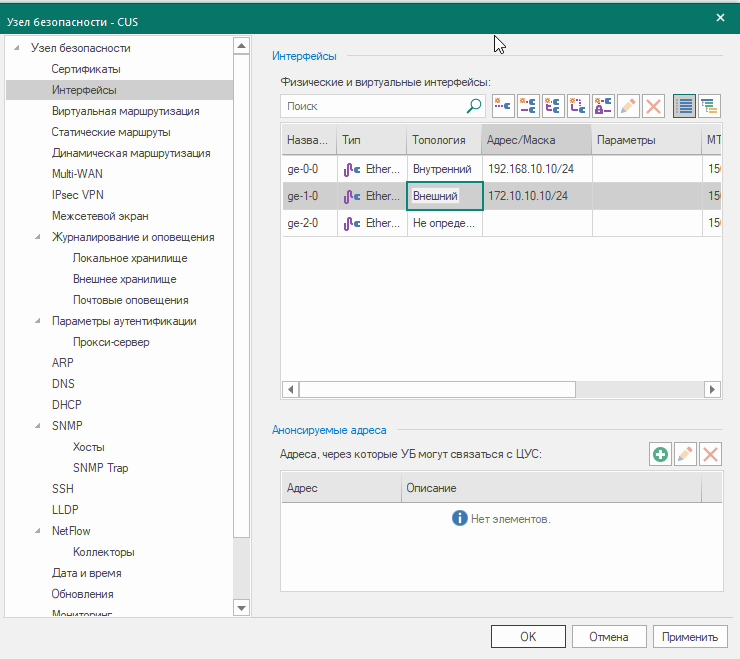 Узел безопасности - CUS
Узел безопасности
Сертификаты
Интерфейсы
Виртуальная маршрутизация
Статические маршруты
Динамическая маршрутизация
Multi-WAN
IPsec VPN
Межсетевой экран
Журналирование и оповещения
Локальное хранилище
Внешнее хранилище
Почтовые оповещения
Параметры аутентификации
Прокси-сервер
ARP
DNS
DHCP
SNMP
Хосты
SNMP Trap
SSH
LLDP
NetFlow
Коллекторы
Дата и время
Обновления
Мониторинг
Интерфейсы
Физические и виртуальные интерфейсы:
Поиск
Назва... Тип Топология Адрес/Маска Параметры MT
ge-0-0 Ether... Внутренний 192.168.10.10/24 150
ge-1-0 Ether... Внешний 172.10.10.10/24 150
ge-2-0 Ether... Не опреде... 150
Анонсируемые адреса
Адреса, через которые УБ могут связаться с ЦУС:
Адрес Описание
Нет элементов.
OK Отмена Применить